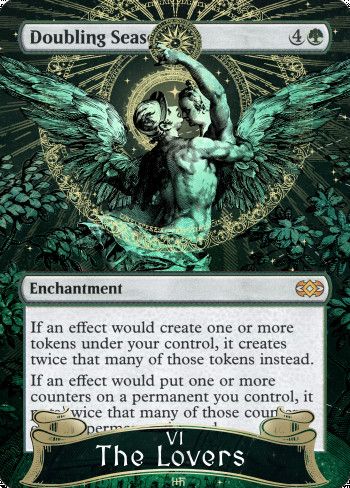 Doubling Seas
4
Enchantment
If an effect would create one or more
tokens under your control, it creates
twice that many of those tokens instead.
If an effect would put one or more
counters on a permanent you control, it
twice that many of those
VI
The Lovers